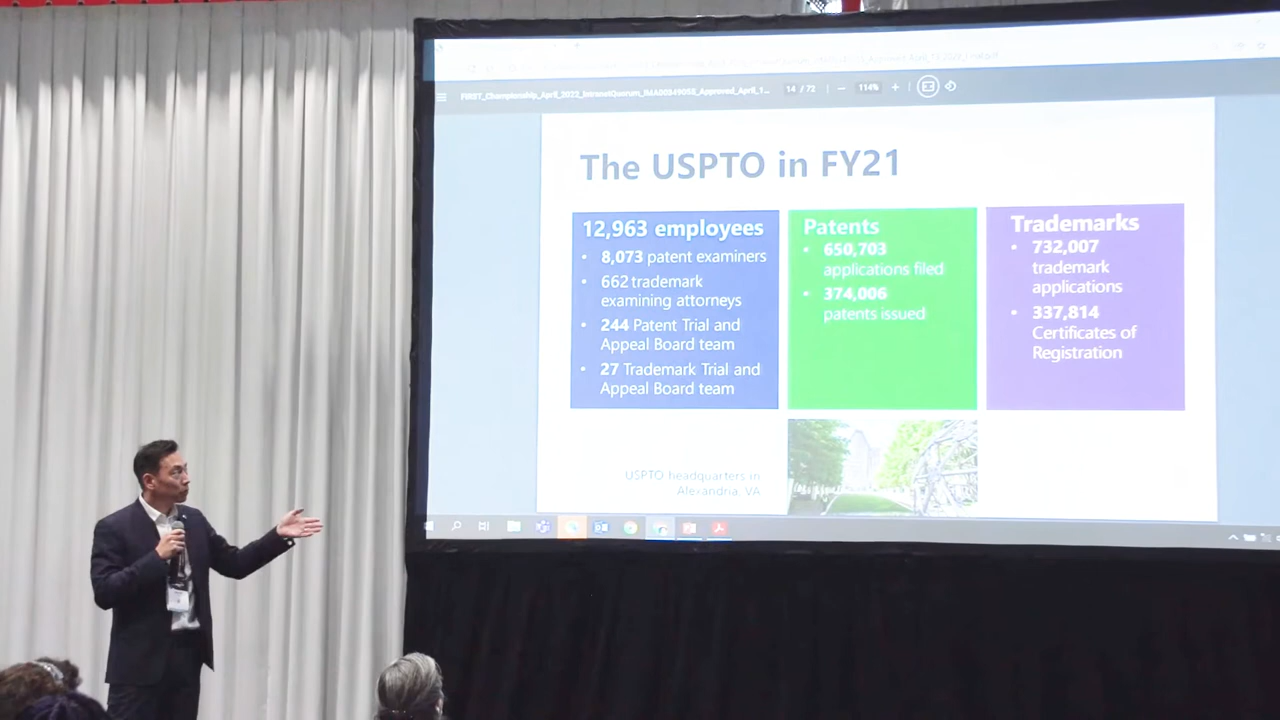 FIRST_Championship_April_2022_IntranetQuorum_IMA00349055_Approved_April_1...
14 / 72
114%
The USPTO in FY21
12,963 employees
• 8,073 patent examiners
• 662 trademark
examining attorneys
• 244 Patent Trial and
Appeal Board team
• 27 Trademark Trial and
Appeal Board team
Patents
• 650,703
applications filed
• 374,006
patents issued
Trademarks
• 732,007
trademark
applications
• 337,814
Certificates of
Registration
USPTO headquarters in
Alexandria, VA